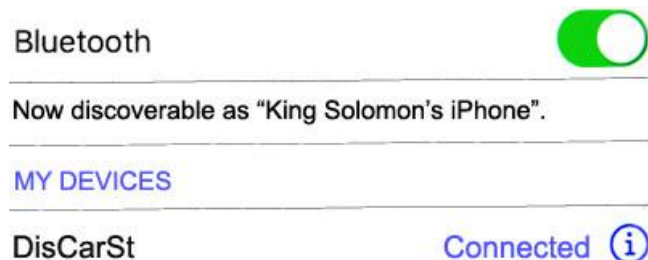 Bluetooth
Now discoverable as “King Solomon’s iPhone”.
MY DEVICES
DisCarSt Connected i